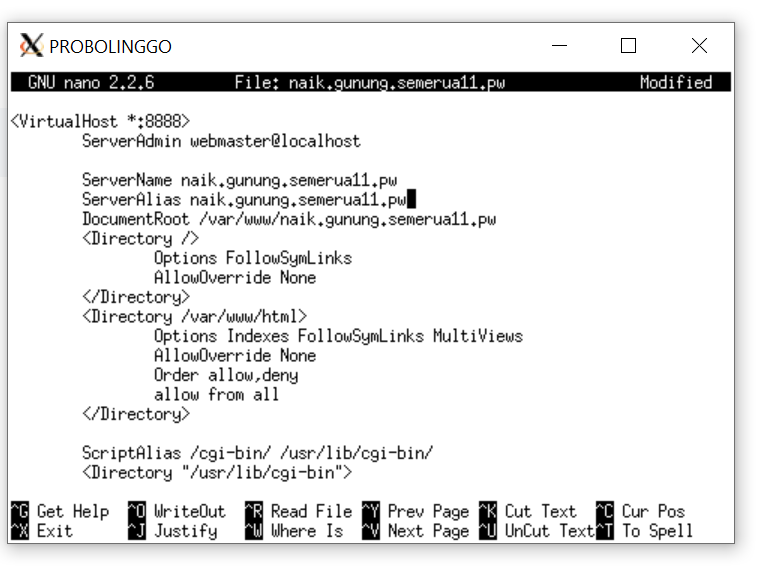 PROBOLINGGO
GNU nano 2.2.6 File: naik.gunung.semerua11.pw Modified
<VirtualHost *:8888>
ServerAdmin webmaster@localhost
ServerName naik.gunung.semerua11.pw
ServerAlias naik.gunung.semerua11.pw
DocumentRoot /var/www/naik.gunung.semerua11.pw
<Directory />
Options FollowSymLinks
AllowOverride None
</Directory>
<Directory /var/www/html>
Options Indexes FollowSymLinks MultiViews
AllowOverride None
Order allow,deny
allow from all
</Directory>
ScriptAlias /cgi-bin/ /usr/lib/cgi-bin/
<Directory "/usr/lib/cgi-bin">
^G Get Help ^O WriteOut ^R Read File ^Y Prev Page ^K Cut Text ^C Cur Pos
^X Exit ^J Justify ^W Where Is ^V Next Page ^U UnCut Text ^T To Spell